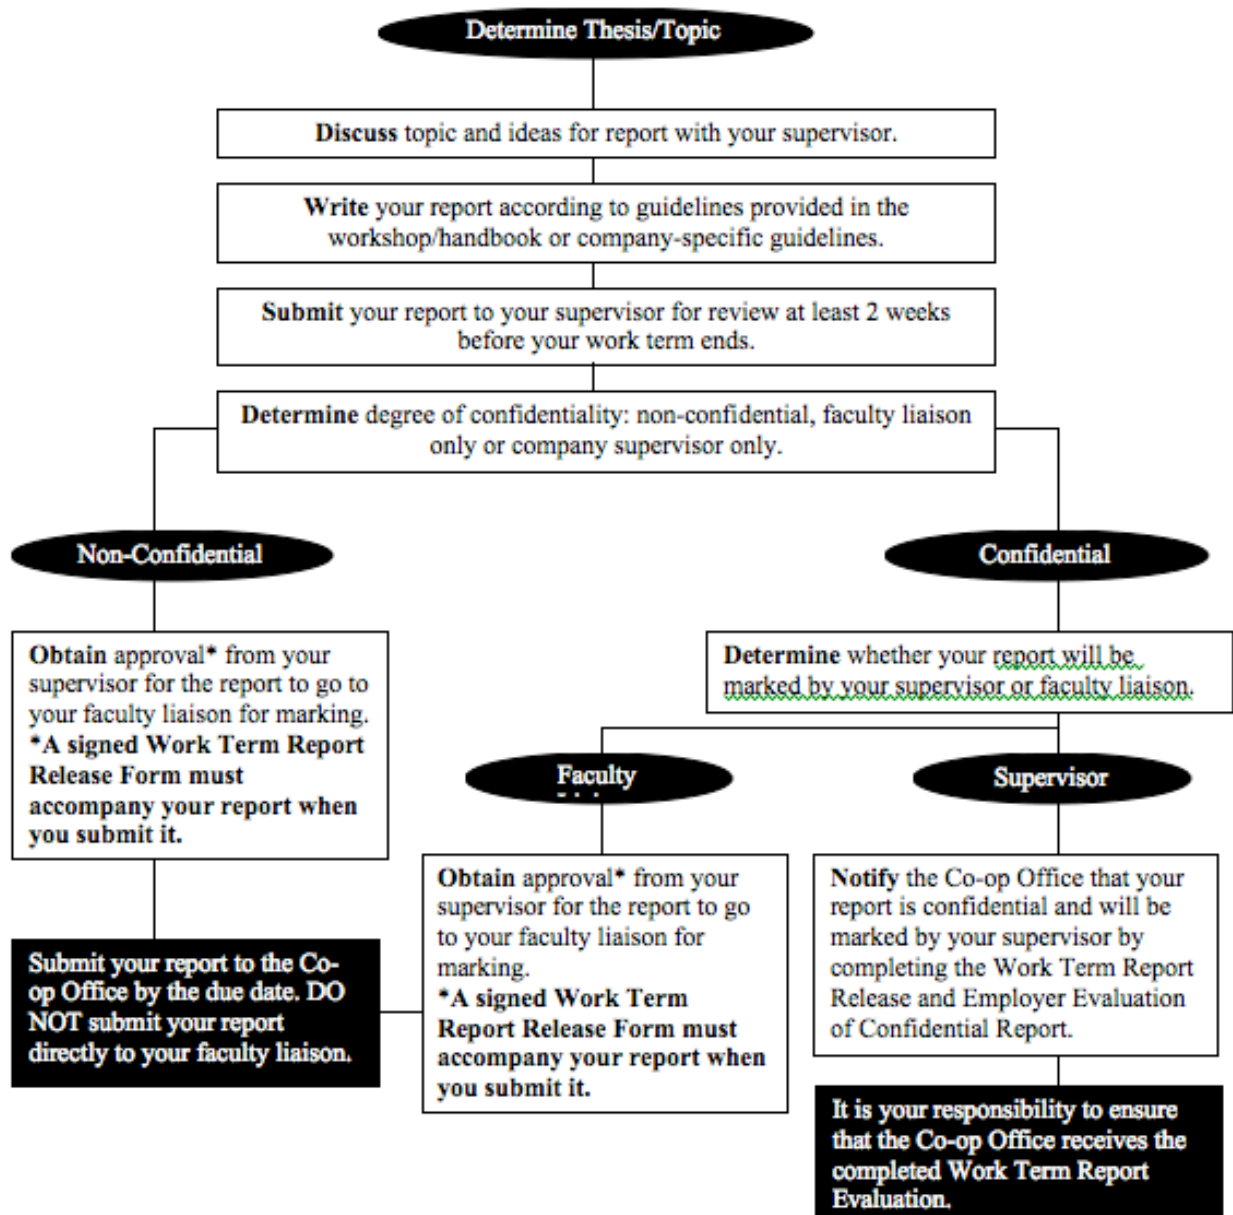 Determine Thesis/Topic
Discuss topic and ideas for report with your supervisor.
Write your report according to guidelines provided in the
workshop/handbook or company-specific guidelines.
Submit your report to your supervisor for review at least 2 weeks
before your work term ends.
Determine degree of confidentiality: non-confidential, faculty liaison
only or company supervisor only.
Non-Confidential
Confidential
Obtain approval* from your
supervisor for the report to go to
your faculty liaison for marking.
*A signed Work Term Report
Release Form must
accompany your report when
you submit it.
Determine whether your report will be
marked by your supervisor or faculty liaison.
Faculty
Supervisor
Submit your report to the Co-
op Office by the due date. DO
NOT submit your report
directly to your faculty liaison.
Obtain approval* from your
supervisor for the report to go
to your faculty liaison for
marking.
*A signed Work Term
Report Release Form must
accompany your report when
you submit it.
Notify the Co-op Office that your
report is confidential and will be
marked by your supervisor by
completing the Work Term Report
Release and Employer Evaluation
of Confidential Report.
It is your responsibility to ensure
that the Co-op Office receives the
completed Work Term Report
Evaluation.